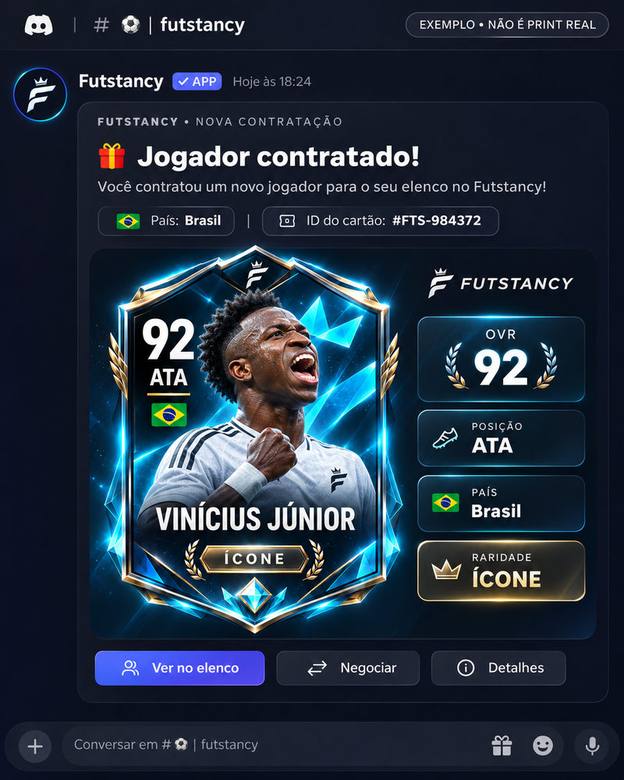 # ⚽ | futstancy
EXEMPLO • NÃO É PRINT REAL
Futstancy ✓ APP Hoje às 18:24
FUTSTANCY • NOVA CONTRATAÇÃO
🎁 Jogador contratado!
Você contratou um novo jogador para o seu elenco no Futstancy!
País: Brasil | ID do cartão: #FTS-984372
92
ATA
VINÍCIUS JÚNIOR
ÍCONE
FUTSTANCY
OVR
92
POSIÇÃO
ATA
PAÍS
Brasil
RARIDADE
ÍCONE
Ver no elenco
Negociar
Detalhes
Conversar em # ⚽ | futstancy